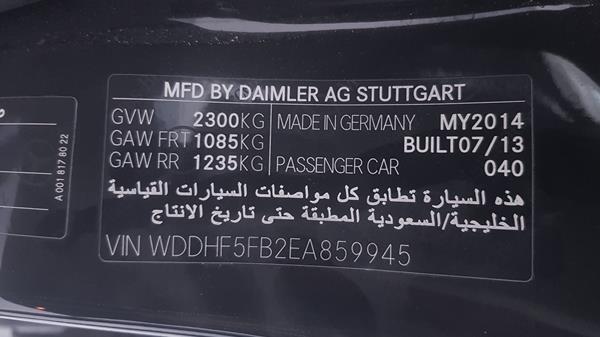 MFD BY DAIMLER AG STUTTGART
GVW 2300KG MADE IN GERMANY MY2014
GAW FRT 1085KG BUILT07/13
GAW RR 1235KG PASSENGER CAR 040
هذه السيارة تطابق كل مواصفات السيارات القياسية
الخليجية/السعودية المطبقة حتى تاريخ الانتاج
VIN WDDHF5FB2EA859945
A 001 817 80 22